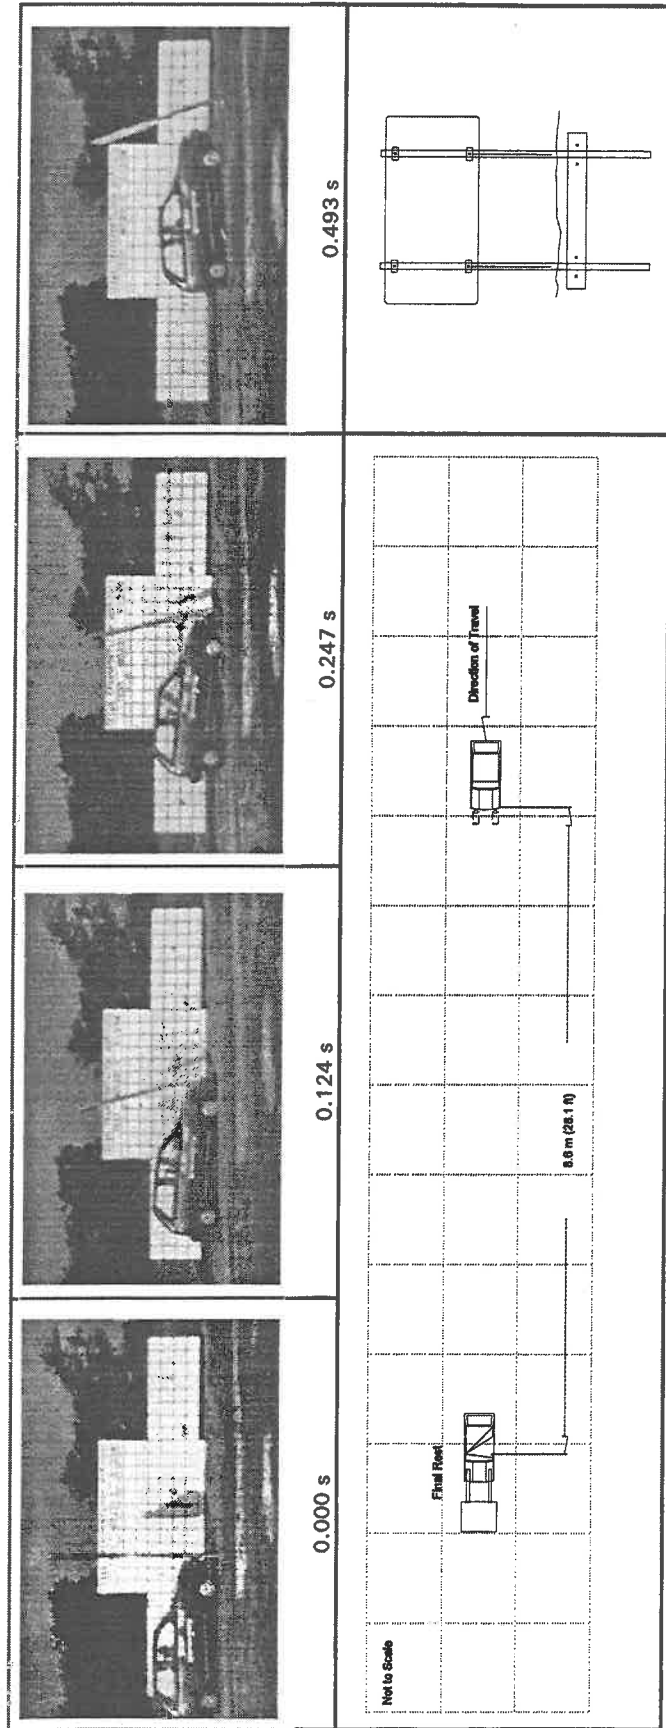 0.000 s
0.124 s
0.247 s
0.493 s
Not to Scale
Final Rest
8.6 m (28.1 ft)
Direction of Travel